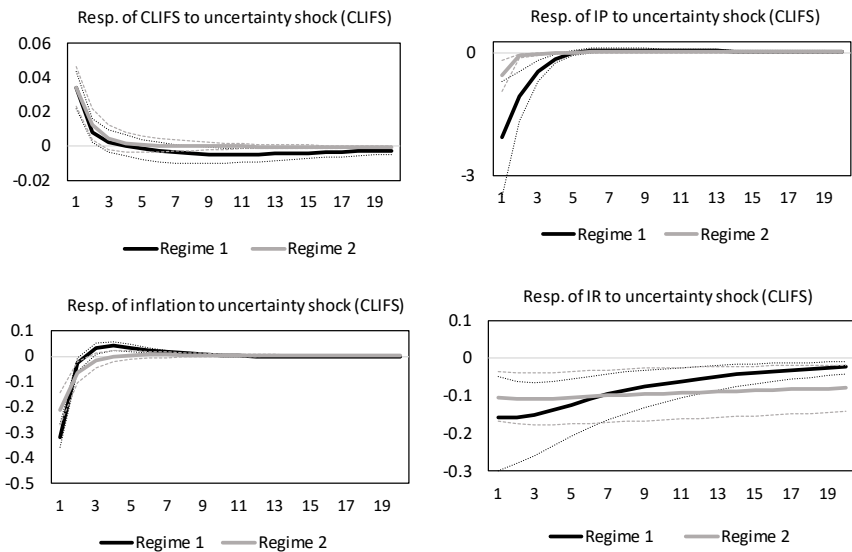 Resp. of CLIFS to uncertainty shock (CLIFS)
0.06
0.04
0.02
0
-0.02
1 3 5 7 9 11 13 15 17 19
Regime 1 Regime 2
Resp. of IP to uncertainty shock (CLIFS)
0
-3
1 3 5 7 9 11 13 15 17 19
Regime 1 Regime 2
Resp. of inflation to uncertainty shock (CLIFS)
0.1
0
-0.1
-0.2
-0.3
-0.4
-0.5
1 3 5 7 9 11 13 15 17 19
Regime 1 Regime 2
Resp. of IR to uncertainty shock (CLIFS)
0.1
0
-0.1
-0.2
-0.3
1 3 5 7 9 11 13 15 17 19
Regime 1 Regime 2